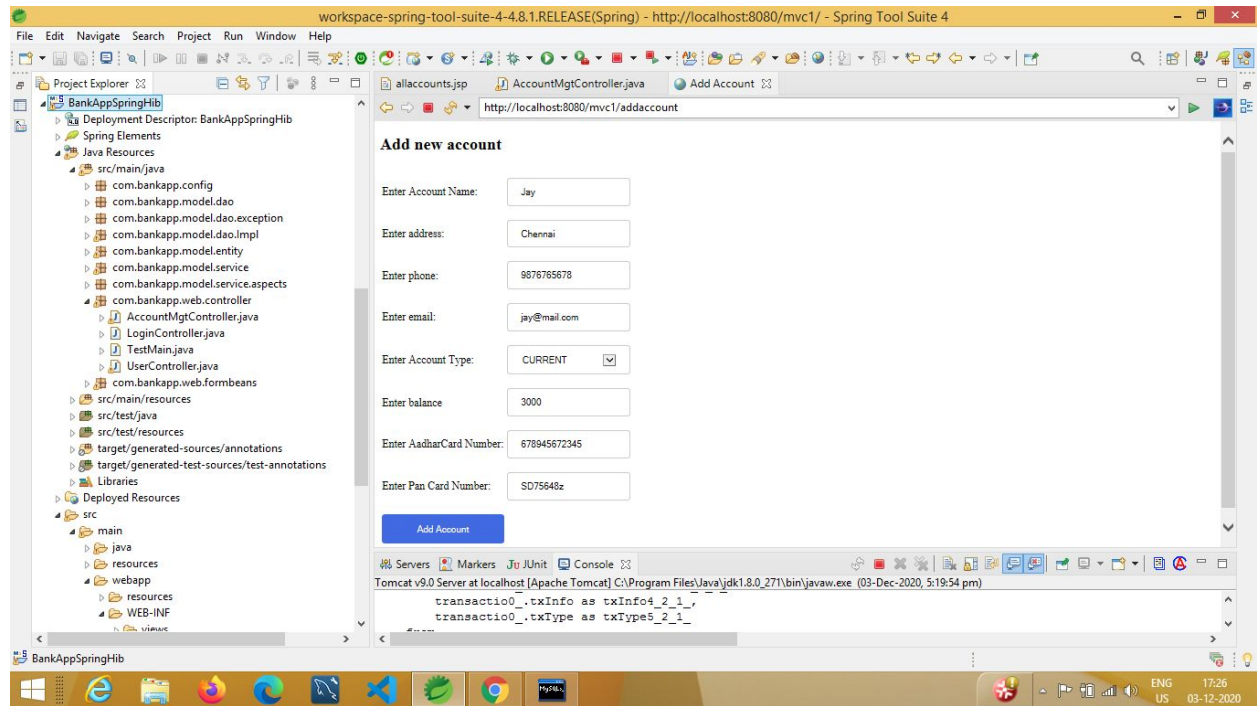 workspace-spring-tool-suite-4-4.8.1.RELEASE(Spring) - http://localhost:8080/mvc1/ - Spring Tool Suite 4
File Edit Navigate Search Project Run Window Help
Project Explorer
BankAppSpringHib
Deployment Descriptor: BankAppSpringHib
Spring Elements
Java Resources
src/main/java
com.bankapp.config
com.bankapp.model.dao
com.bankapp.model.dao.exception
com.bankapp.model.dao.Impl
com.bankapp.model.entity
com.bankapp.model.service
com.bankapp.model.service.aspects
com.bankapp.web.controller
AccountMgtController.java
LoginController.java
TestMain.java
UserController.java
com.bankapp.web.formbeans
src/main/resources
src/test/java
src/test/resources
target/generated-sources/annotations
target/generated-test-sources/test-annotations
Libraries
Deployed Resources
src
main
java
resources
webapp
resources
WEB-INF
views
allaccounts.jsp AccountMgtController.java Add Account
http://localhost:8080/mvc1/addaccount
Add new account
Enter Account Name: Jay
Enter address: Chennai
Enter phone: 9876765678
Enter email: jay@mail.com
Enter Account Type: CURRENT
Enter balance 3000
Enter AadharCard Number: 678945672345
Enter Pan Card Number: SD75648z
Add Account
Servers Markers JUnit Console
Tomcat v9.0 Server at localhost [Apache Tomcat] C:\Program Files\Java\jdk1.8.0_271\bin\javaw.exe (03-Dec-2020, 5:19:54 pm)
transactio0_.txInfo as txInfo4_2_1_,
transactio0_.txType as txType5_2_1_
BankAppSpringHib
ENG 17:26
US 03-12-2020